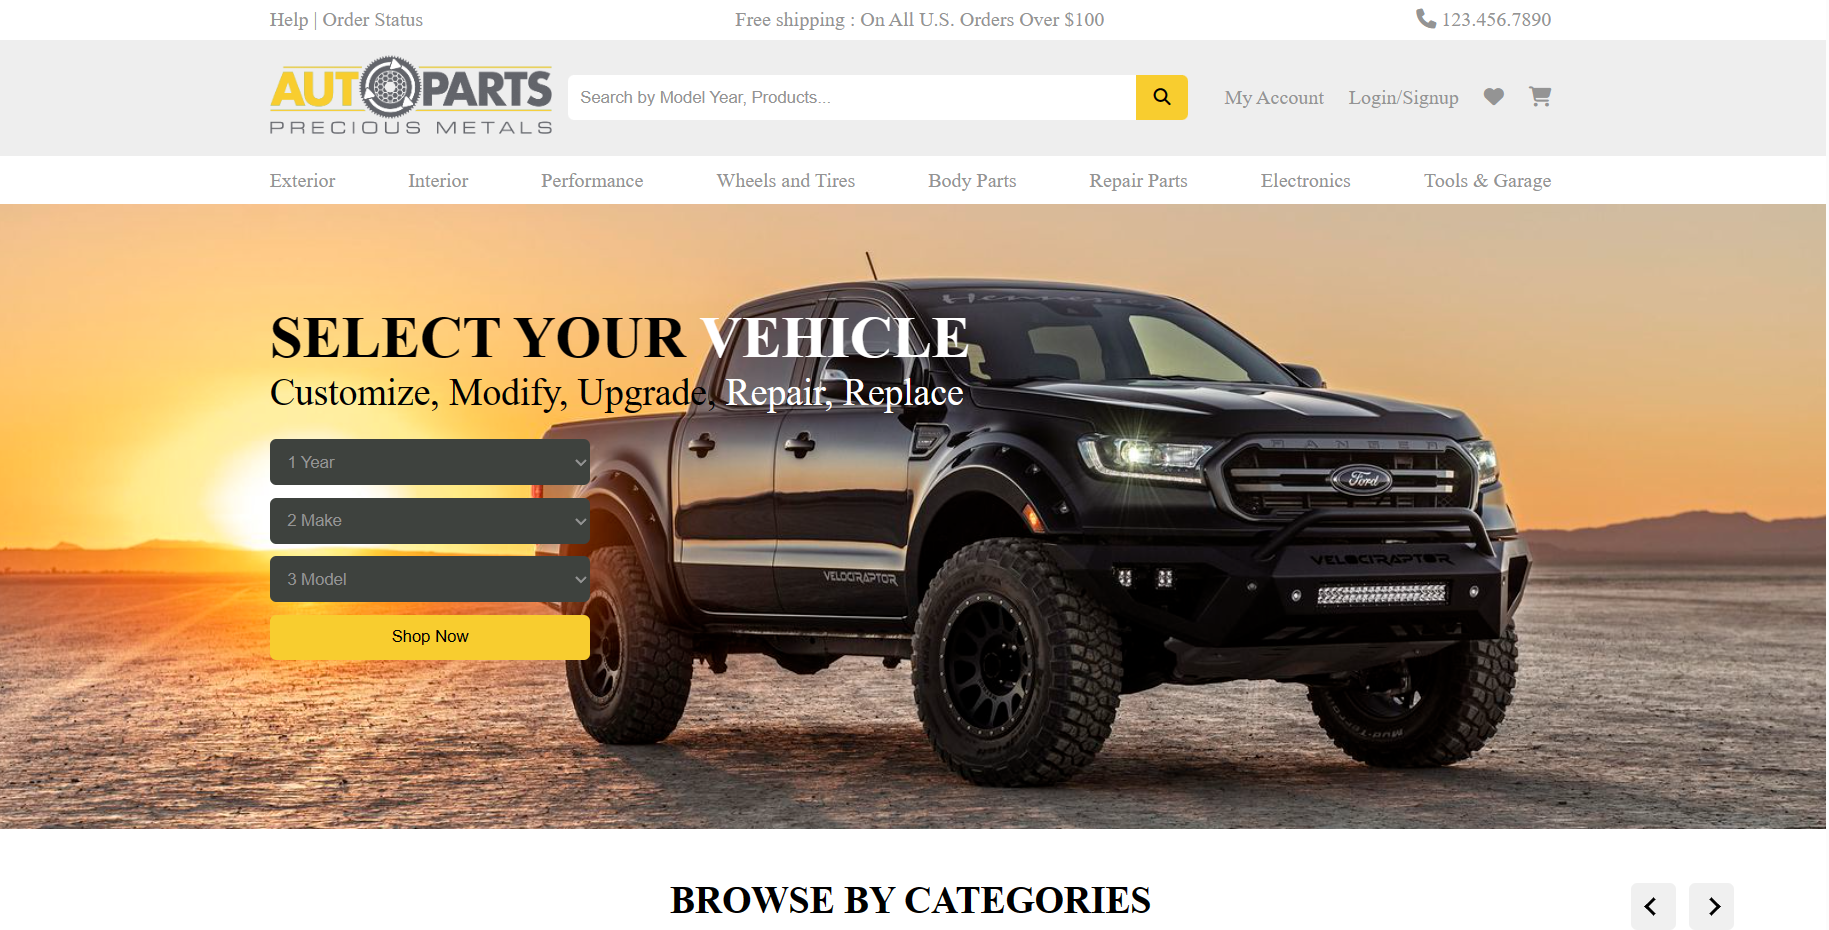 Help | Order Status
Free shipping : On All U.S. Orders Over $100
123.456.7890
AUTOPARTS
PRECIOUS METALS
Search by Model Year, Products...
My Account
Login/Signup
Exterior
Interior
Performance
Wheels and Tires
Body Parts
Repair Parts
Electronics
Tools & Garage
Hennessey
SELECT YOUR VEHICLE
Customize, Modify, Upgrade, Repair, Replace
RANGER
Ford
1 Year
2 Make
3 Model
VELOCIRAPTOR
VELOCIRAPTOR
Shop Now
BROWSE BY CATEGORIES